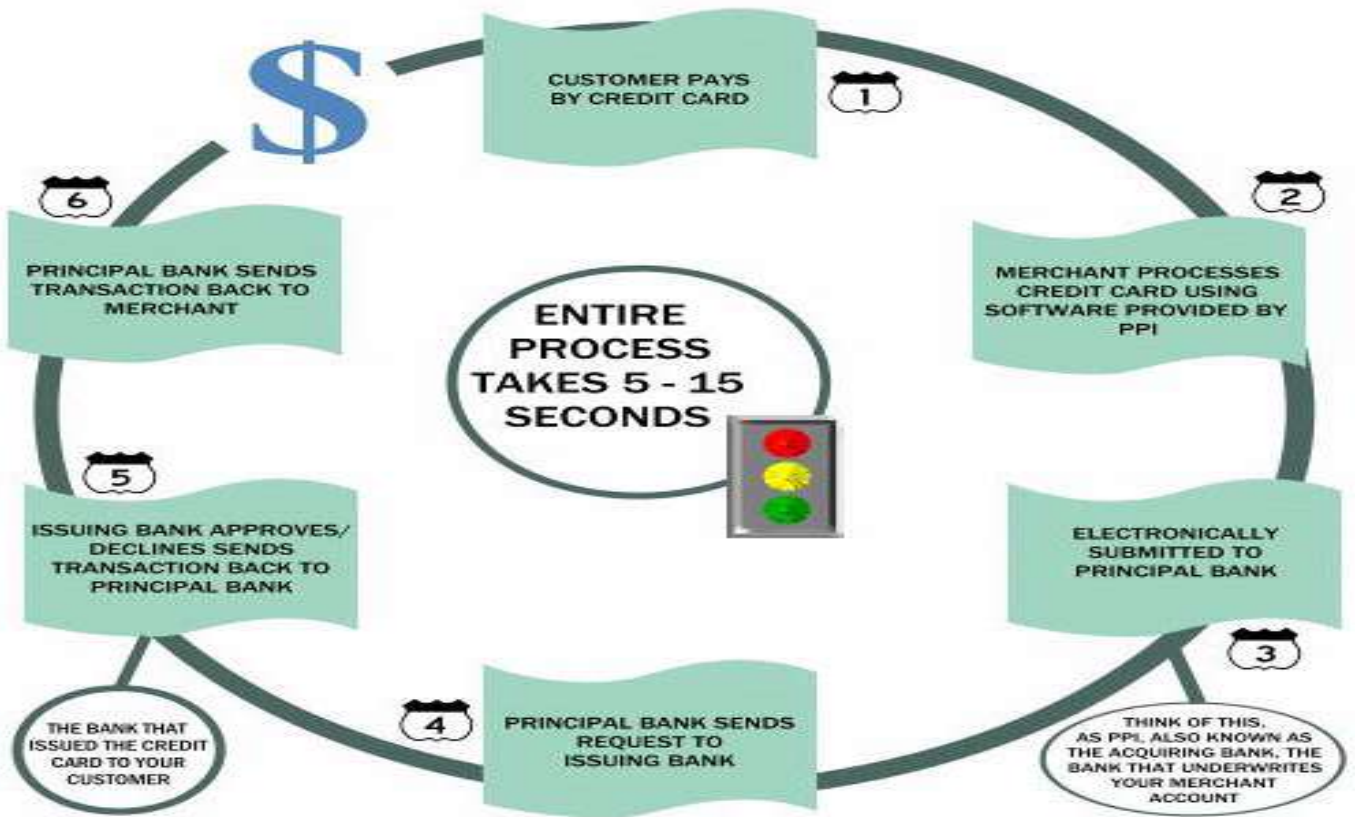 $
CUSTOMER PAYS
BY CREDIT CARD
1
2
MERCHANT PROCESSES
CREDIT CARD USING
SOFTWARE PROVIDED BY
PPI
ELECTRONICALLY
SUBMITTED TO
PRINCIPAL BANK
3
THINK OF THIS.
AS PPI, ALSO KNOWN AS
THE ACQUIRING BANK, THE
BANK THAT UNDERWRITES
YOUR MERCHANT
ACCOUNT
4
PRINCIPAL BANK SENDS
REQUEST TO
ISSUING BANK
5
ISSUING BANK APPROVES/
DECLINES SENDS
TRANSACTION BACK TO
PRINCIPAL BANK
THE BANK THAT
ISSUED THE CREDIT
CARD TO YOUR
CUSTOMER
6
PRINCIPAL BANK SENDS
TRANSACTION BACK TO
MERCHANT
ENTIRE
PROCESS
TAKES 5 - 15
SECONDS